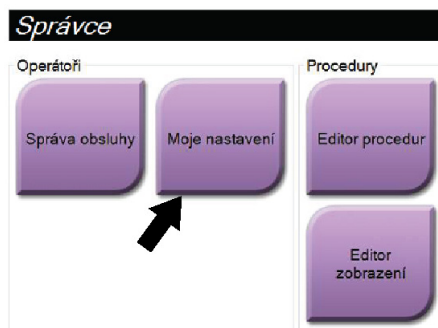 Správce
Operátoři
Procedury
Správa obsluhy
Moje nastavení
Editor procedur
Editor
zobrazení